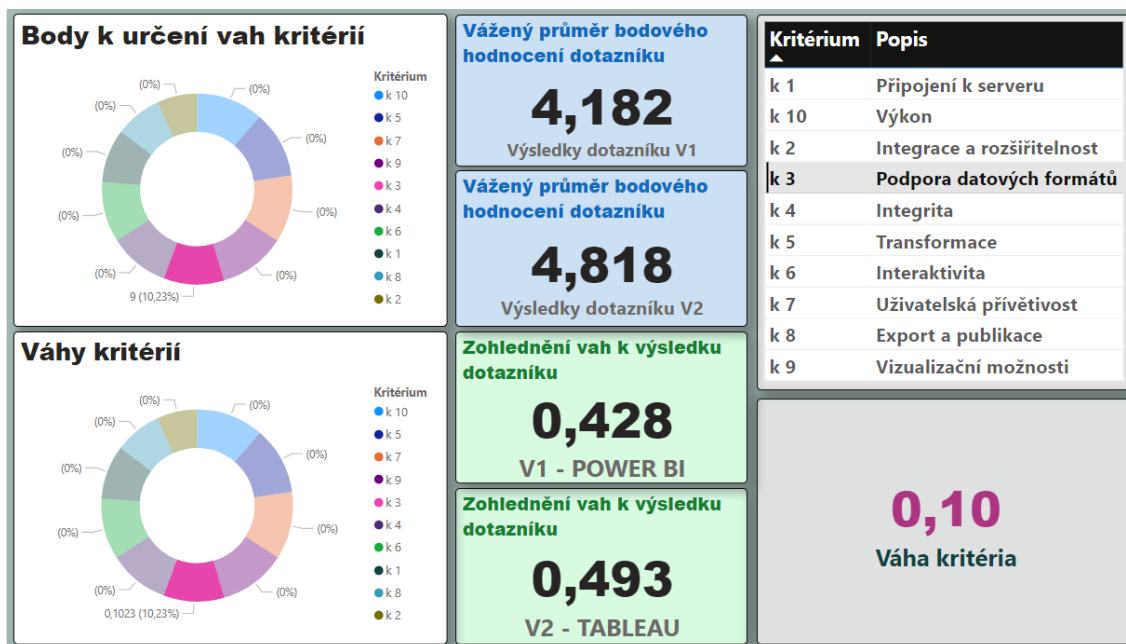 Body k určení vah kritérií
(0%)
(0%)
(0%)
(0%)
(0%)
(0%)
(0%)
(0%)
(0%)
9 (10,23%)
Kritérium
k 10
k 5
k 7
k 9
k 3
k 4
k 6
k 1
k 8
k 2
Váhy kritérií
(0%)
(0%)
(0%)
(0%)
(0%)
(0%)
(0%)
(0%)
(0%)
0,1023 (10,23%)
Kritérium
k 10
k 5
k 7
k 9
k 3
k 4
k 6
k 1
k 8
k 2
Vážený průměr bodového
hodnocení dotazníku
4,182
Výsledky dotazníku V1
Vážený průměr bodového
hodnocení dotazníku
4,818
Výsledky dotazníku V2
Zohlednění vah k výsledku
dotazníku
0,428
V1 - POWER BI
Zohlednění vah k výsledku
dotazníku
0,493
V2 - TABLEAU
Kritérium Popis
k 1 Připojení k serveru
k 10 Výkon
k 2 Integrace a rozšiřitelnost
k 3 Podpora datových formátů
k 4 Integrita
k 5 Transformace
k 6 Interaktivita
k 7 Uživatelská přívětivost
k 8 Export a publikace
k 9 Vizualizační možnosti
0,10
Váha kritéria